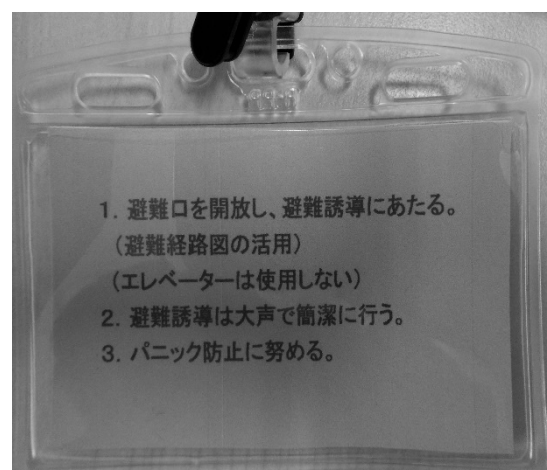 1. 避難口を開放し、避難誘導にあたる。
(避難経路図の活用)
(エレベーターは使用しない)
2. 避難誘導は大声で簡潔に行う。
3. パニック防止に努める。